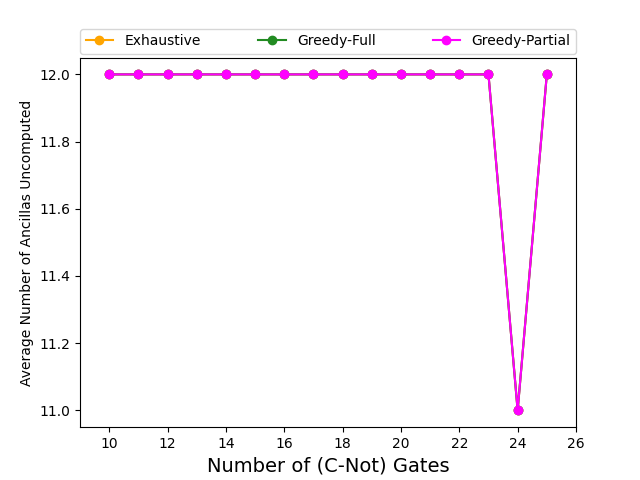 Exhaustive Greedy-Full Greedy-Partial
Average Number of Ancillas Uncomputed
12.0
11.8
11.6
11.4
11.2
11.0
10 12 14 16 18 20 22 24 26
Number of (C-Not) Gates